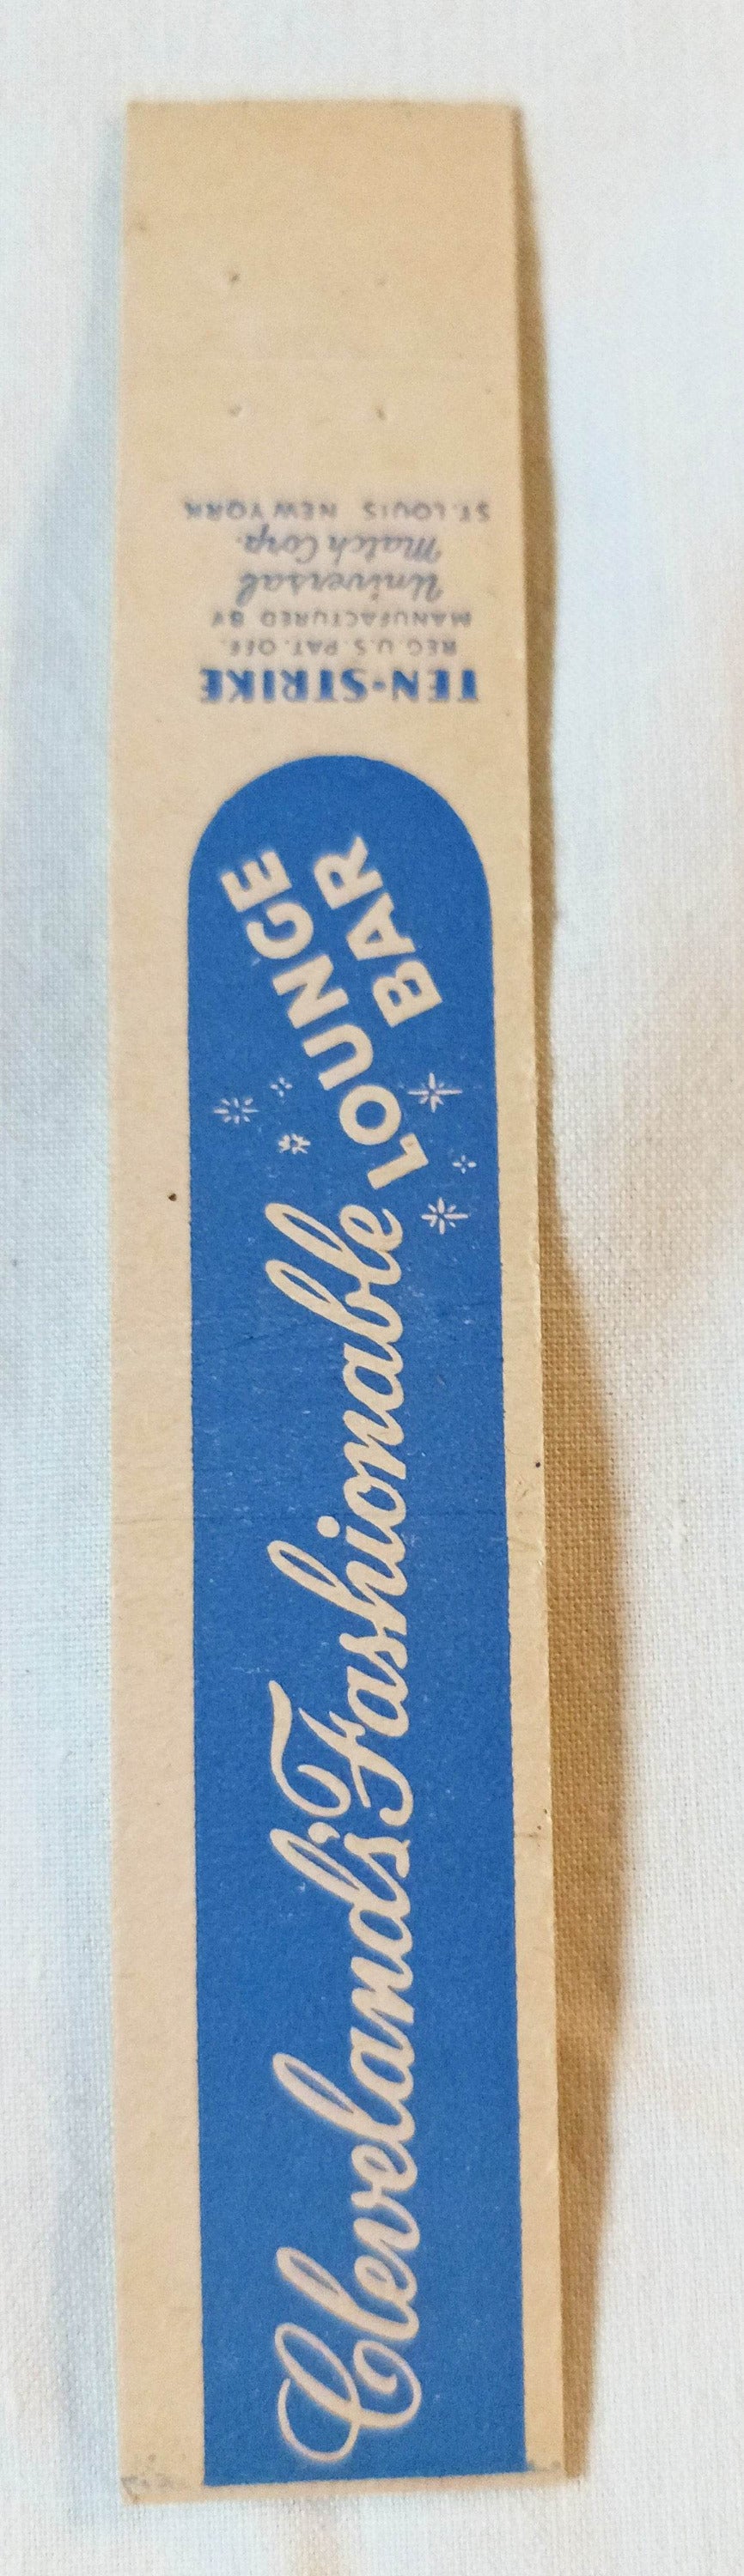 Cleveland's Fashionable
LOUNGE
BAR
TEN-STRIKE
REG. U.S. PAT. OFF.
MANUFACTURED BY
Universal
Match Corp.
ST. LOUIS NEW YORK